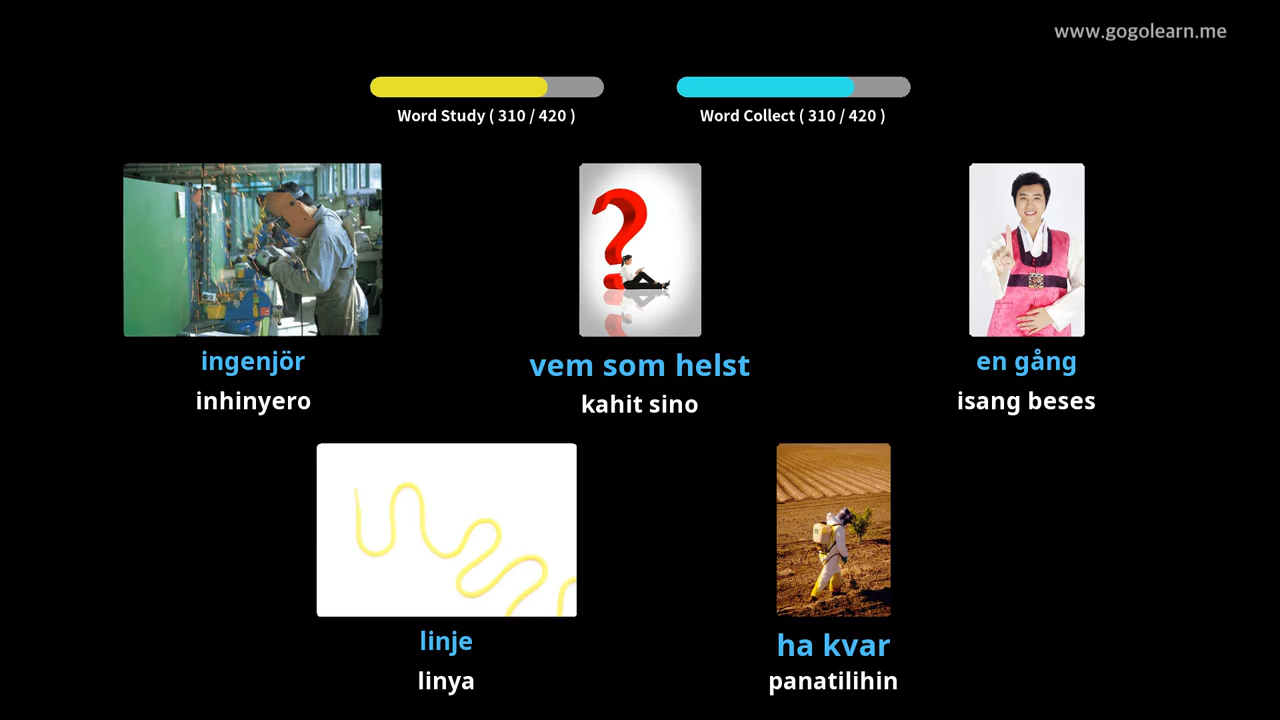 www.gogolearn.me
Word Study ( 310 / 420 )
Word Collect ( 310 / 420 )
ingenjör
inhinyero
vem som helst
kahit sino
en gång
isang beses
linje
linya
ha kvar
panatilihin